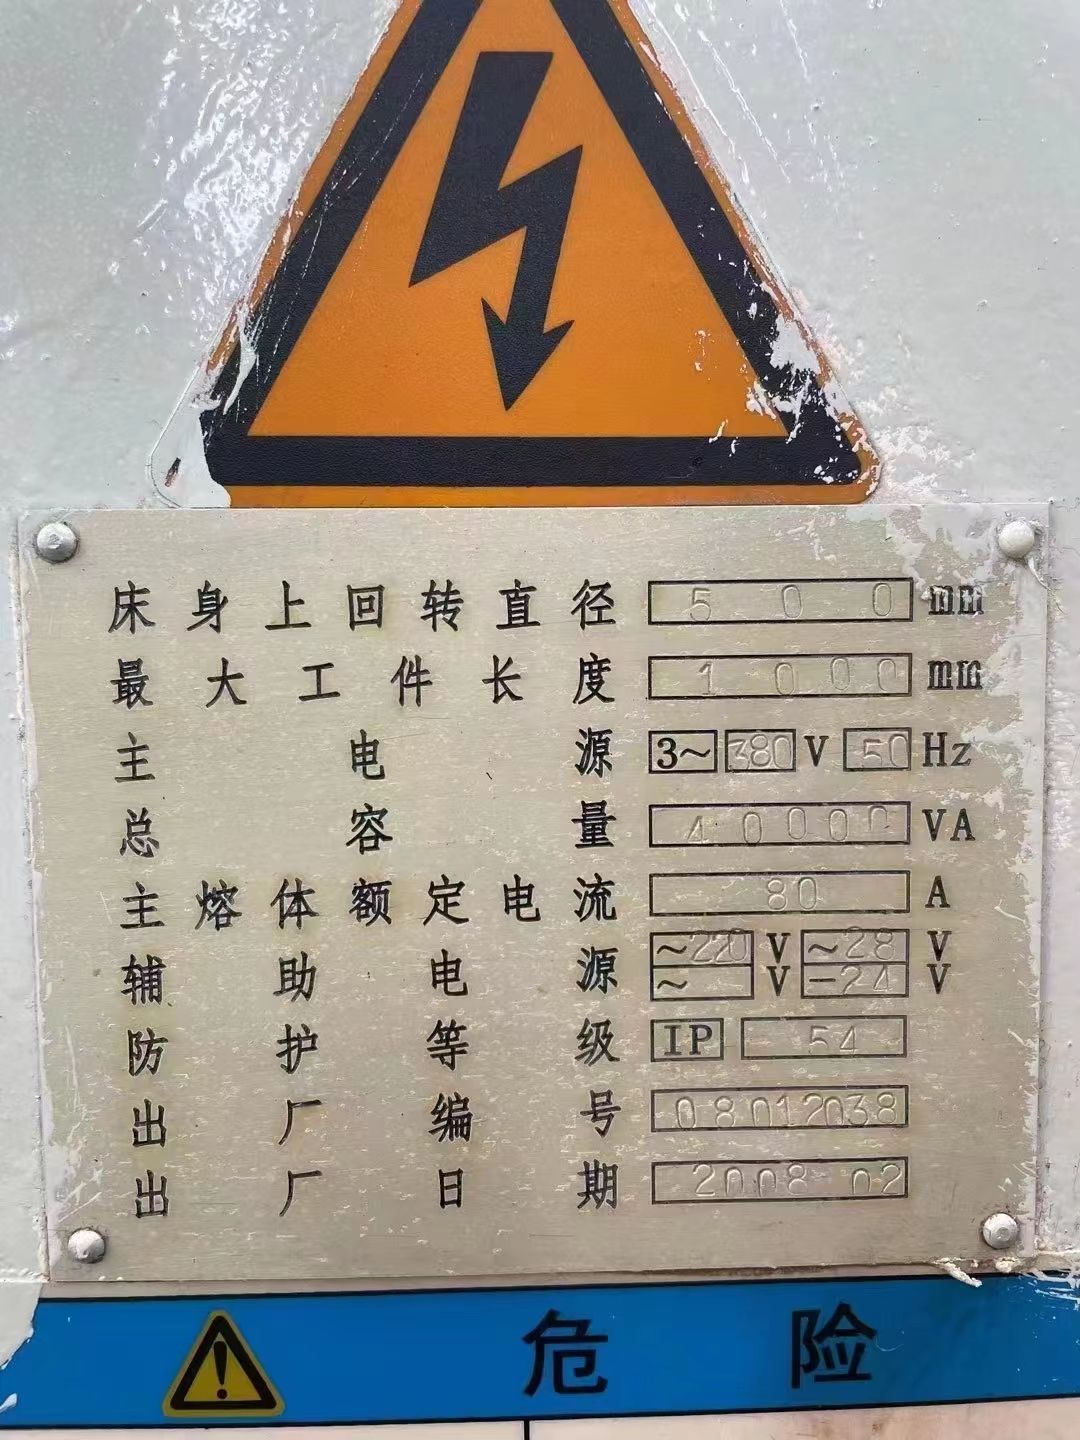 床身上回转直径 500 mm
最大工件长度 1000 mm
主电源 3~ 380 V 50 Hz
总容量 40000 VA
主熔体额定电流 80 A
辅助电源 ~220 V ~28 V
~ V =24 V
防护等级 IP 54
出厂编号 08012038
出厂日期 2008 02
危险